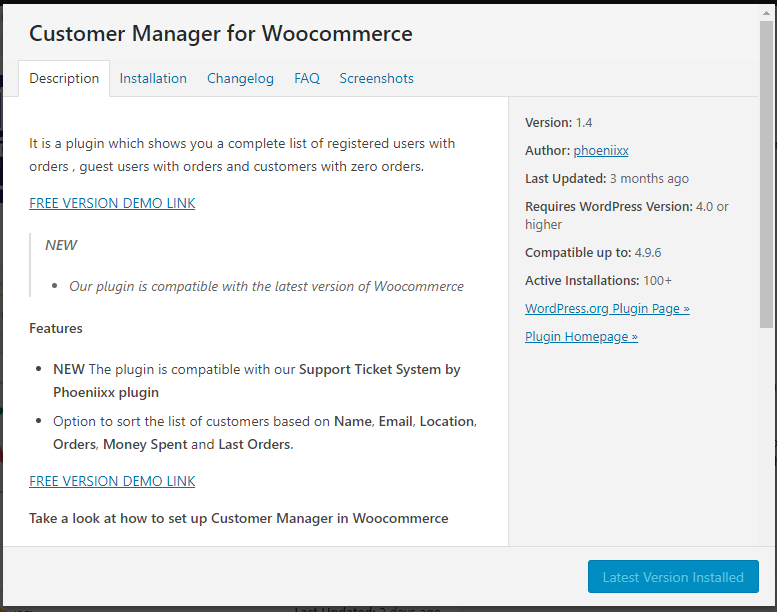 Customer Manager for Woocommerce
Description Installation Changelog FAQ Screenshots
It is a plugin which shows you a complete list of registered users with
orders , guest users with orders and customers with zero orders.
FREE VERSION DEMO LINK
NEW
• Our plugin is compatible with the latest version of Woocommerce
Features
• NEW The plugin is compatible with our Support Ticket System by
Phoeniixx plugin
• Option to sort the list of customers based on Name, Email, Location,
Orders, Money Spent and Last Orders.
FREE VERSION DEMO LINK
Take a look at how to set up Customer Manager in Woocommerce
Version: 1.4
Author: phoeniixx
Last Updated: 3 months ago
Requires WordPress Version: 4.0 or
higher
Compatible up to: 4.9.6
Active Installations: 100+
WordPress.org Plugin Page »
Plugin Homepage »
Latest Version Installed